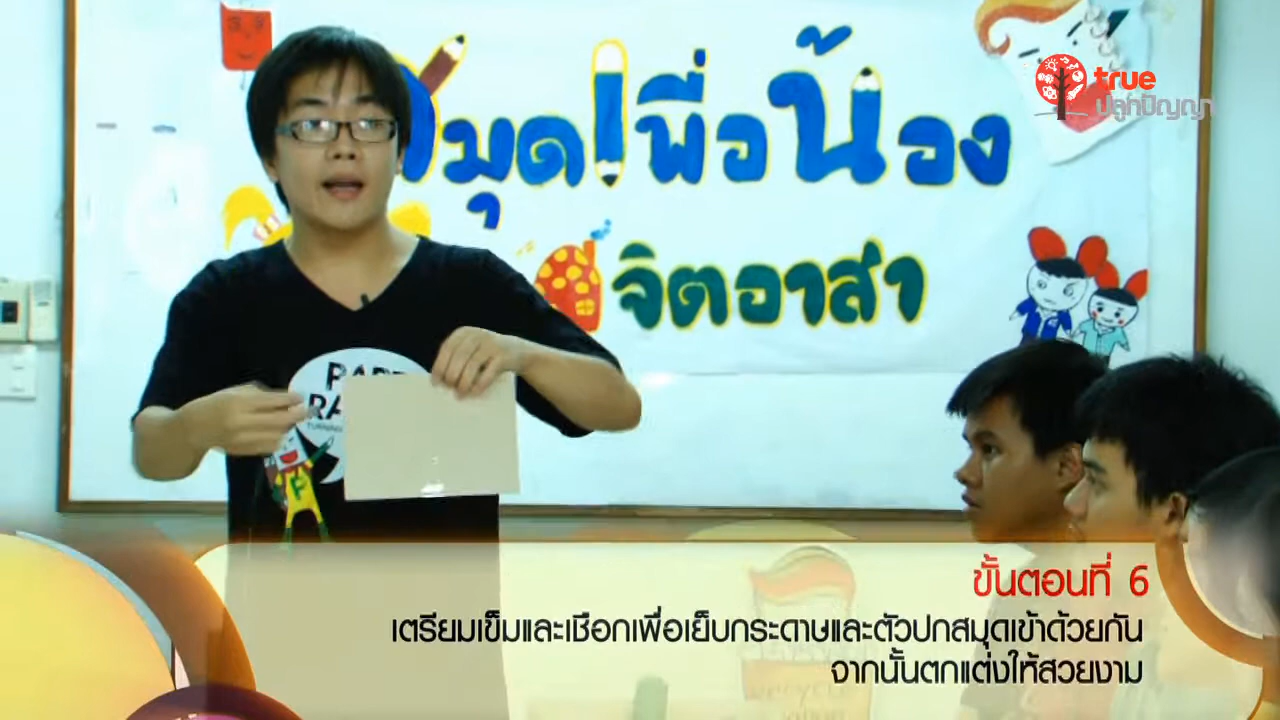 true
ปลูกปัญญา
สมุดเพื่อน้อง
จิตอาสา
ขั้นตอนที่ 6
เตรียมเข็มและเชือกเพื่อเย็บกระดาษและตัวปกสมุดเข้าด้วยกัน
จากนั้นตกแต่งให้สวยงาม